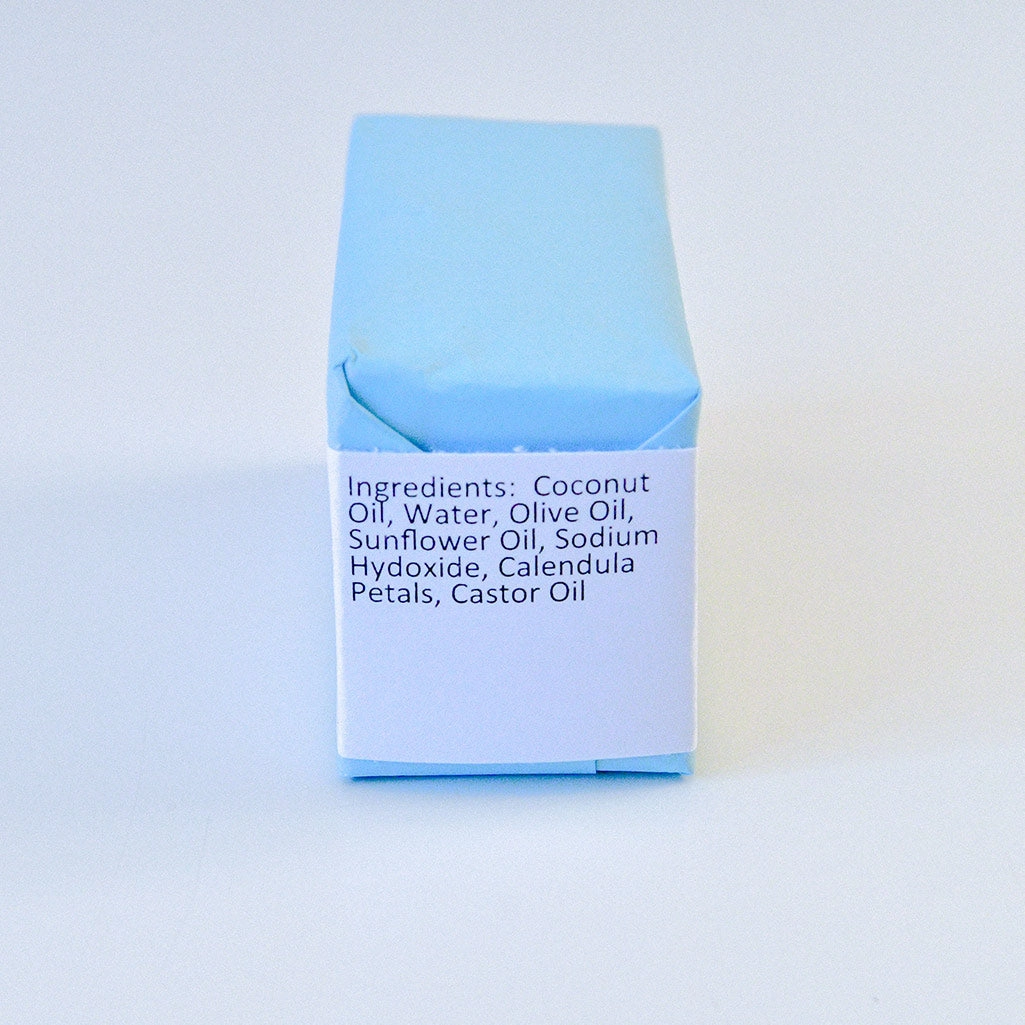 Ingredients:  Coconut
Oil, Water, Olive Oil,
Sunflower Oil, Sodium
Hydoxide, Calendula
Petals, Castor Oil